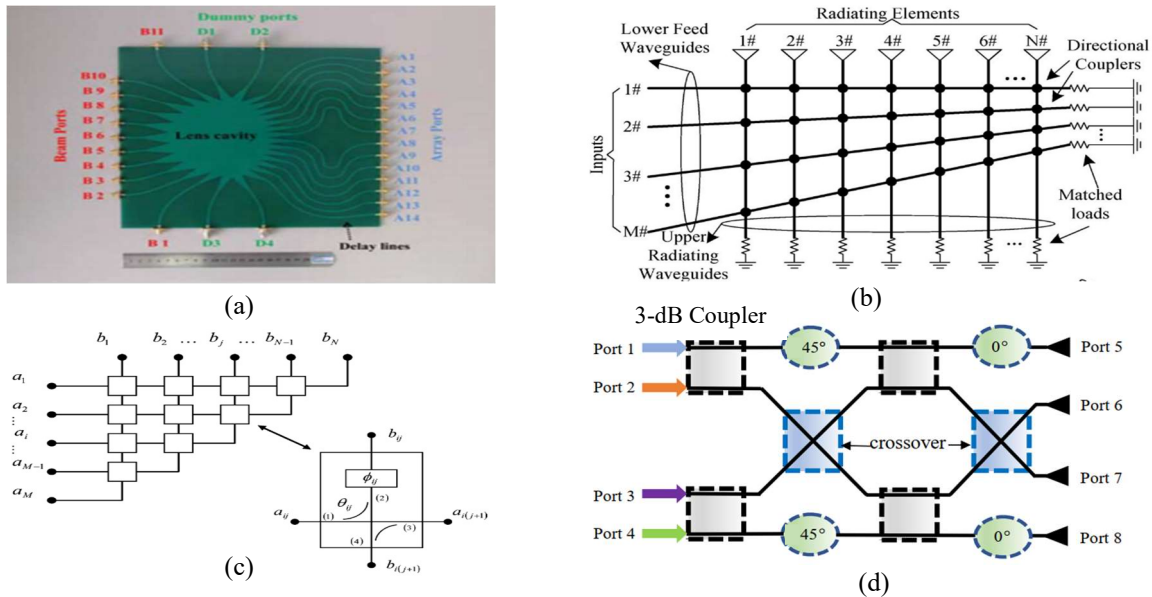 Dummy ports
B11 D1 D2
B10
B 9
B 8
B 7
B 6
B 5
B 4
B 3
B 2
Beam Ports
Lens cavity
A1
A2
A3
A4
A5
A6
A7
A8
A9
A10
A11
A12
A13
A14
Array Ports
B 1 D3 D4
Delay lines
(a)
Radiating Elements
Lower Feed
Waveguides
1# 2# 3# 4# 5# 6# N#
Directional
Couplers
...
Inputs
1#
2#
3#
M#
Matched
loads
Upper
Radiating
Waveguides
...
(b)
b1 b2 ... bj ... bN-1 bN
a1
a2
...
ai
...
aM-1
aM
bij
ϕij
θij
(2)
aij
(1)
(3)
ai(j+1)
(4)
bi(j+1)
(c)
3-dB Coupler
Port 1
45°
0°
Port 5
Port 2
Port 6
crossover
Port 3
Port 7
Port 4
45°
0°
Port 8
(d)